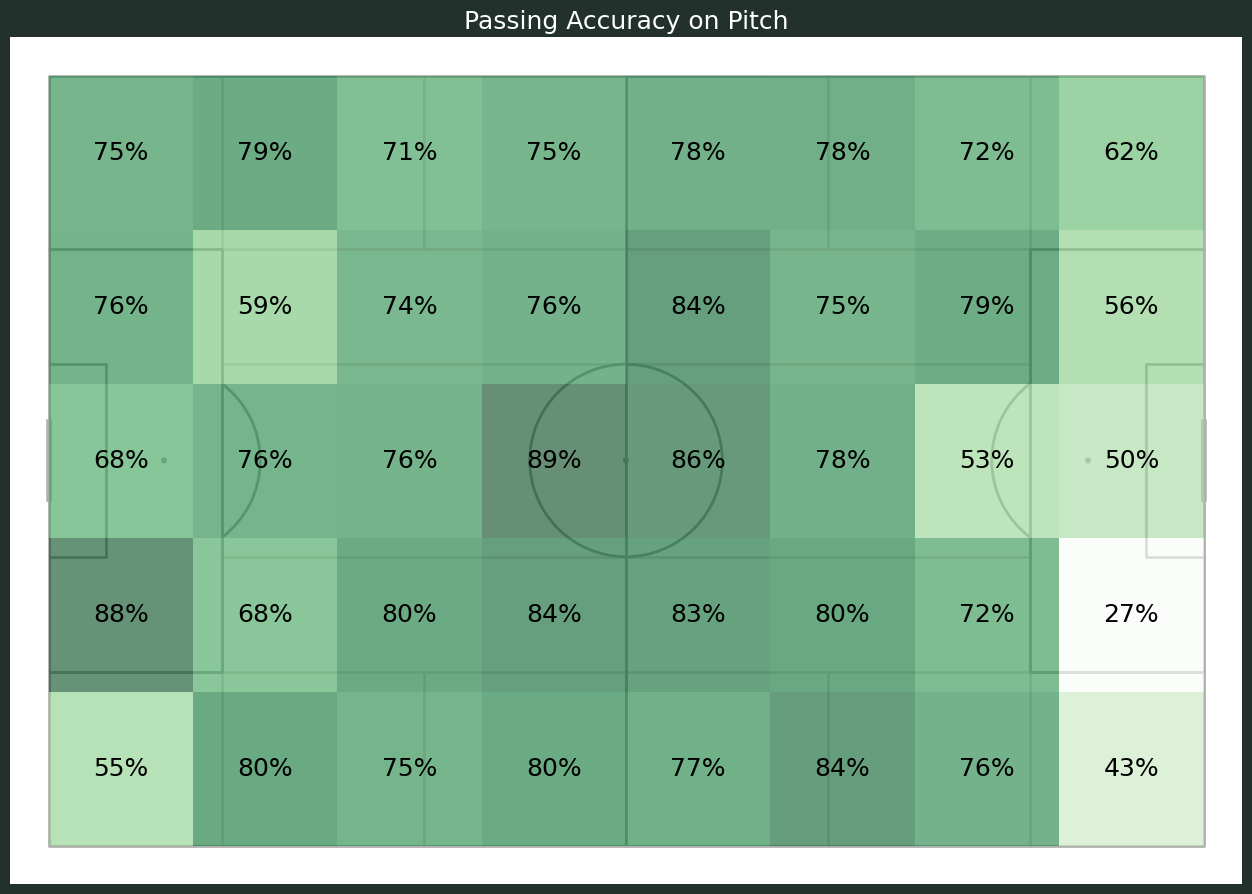 Passing Accuracy on Pitch
75% 79% 71% 75% 78% 78% 72% 62%
76% 59% 74% 76% 84% 75% 79% 56%
68% 76% 76% 89% 86% 78% 53% 50%
88% 68% 80% 84% 83% 80% 72% 27%
55% 80% 75% 80% 77% 84% 76% 43%